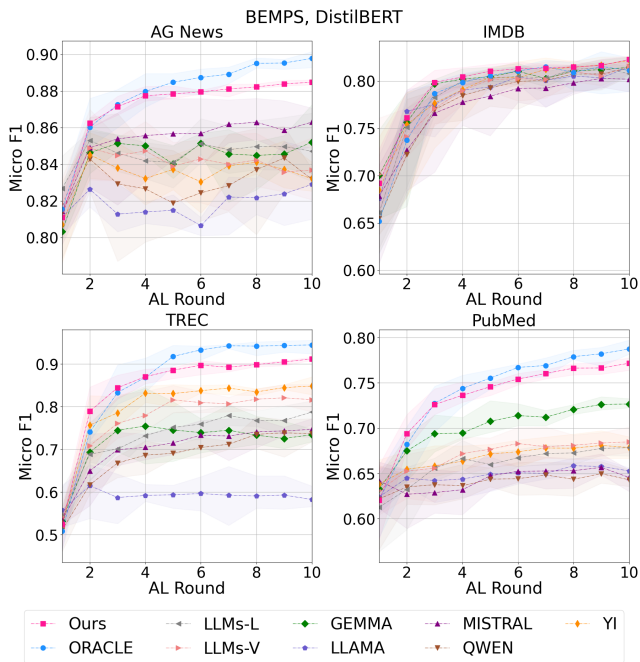 BEMPS, DistilBERT
AG News
IMDB
0.90
0.88
0.86
0.84
0.82
0.80
Micro F1
2 4 6 8 10
AL Round
0.80
0.75
0.70
0.65
0.60
Micro F1
2 4 6 8 10
AL Round
TREC
PubMed
0.9
0.8
0.7
0.6
0.5
Micro F1
2 4 6 8 10
AL Round
0.80
0.75
0.70
0.65
0.60
Micro F1
2 4 6 8 10
AL Round
Ours LLMs-L GEMMA MISTRAL YI
ORACLE LLMs-V LLAMA QWEN